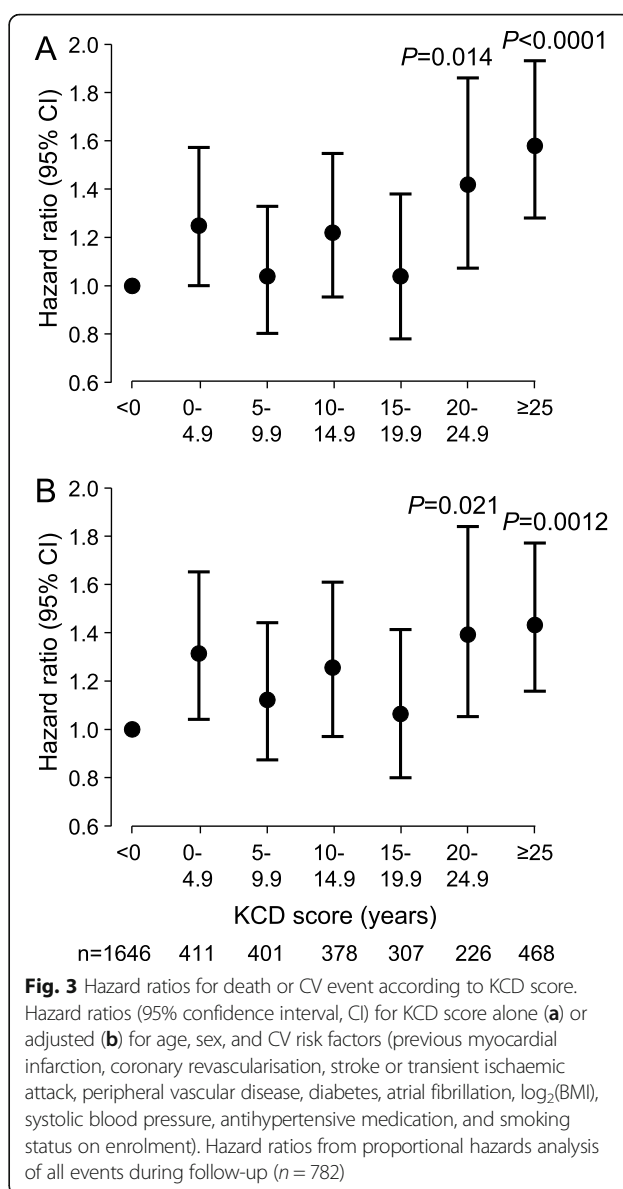 A
P=0.014
P<0.0001
Hazard ratio (95% CI)
2.0
1.8
1.6
1.4
1.2
1.0
0.8
0.6
<0 0- 5- 10- 15- 20- ≥25
4.9 9.9 14.9 19.9 24.9
B
P=0.021
P=0.0012
Hazard ratio (95% CI)
2.0
1.8
1.6
1.4
1.2
1.0
0.8
0.6
<0 0- 5- 10- 15- 20- ≥25
4.9 9.9 14.9 19.9 24.9
KCD score (years)
n=1646 411 401 378 307 226 468
Fig. 3 Hazard ratios for death or CV event according to KCD score.
Hazard ratios (95% confidence interval, CI) for KCD score alone (a) or
adjusted (b) for age, sex, and CV risk factors (previous myocardial
infarction, coronary revascularisation, stroke or transient ischaemic
attack, peripheral vascular disease, diabetes, atrial fibrillation, log₂(BMI),
systolic blood pressure, antihypertensive medication, and smoking
status on enrolment). Hazard ratios from proportional hazards analysis
of all events during follow-up (n = 782)